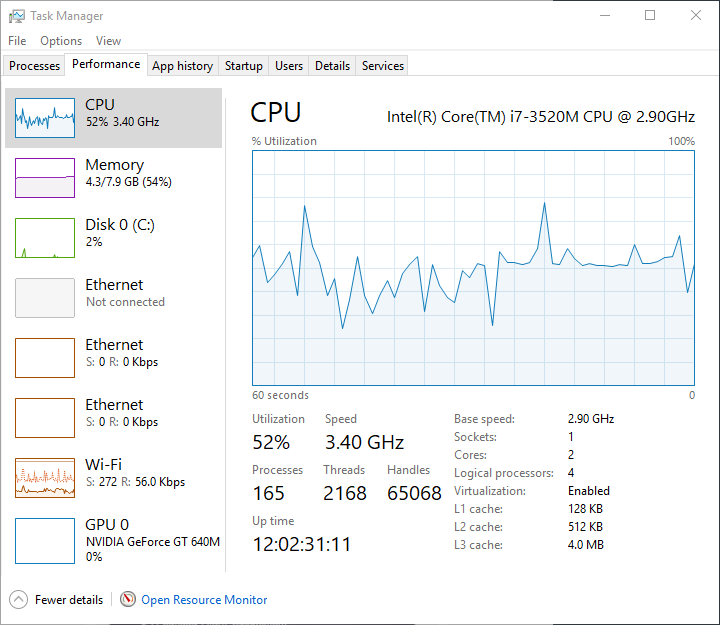 Task Manager
File Options View
Processes Performance App history Startup Users Details Services
CPU
52% 3.40 GHz
Memory
4.3/7.9 GB (54%)
Disk 0 (C:)
2%
Ethernet
Not connected
Ethernet
S: 0 R: 0 Kbps
Ethernet
S: 0 R: 0 Kbps
Wi-Fi
S: 272 R: 56.0 Kbps
GPU 0
NVIDIA GeForce GT 640M
0%
CPU Intel(R) Core(TM) i7-3520M CPU @ 2.90GHz
% Utilization 100%
60 seconds 0
Utilization Speed
52% 3.40 GHz
Processes Threads Handles
165 2168 65068
Up time
12:02:31:11
Base speed: 2.90 GHz
Sockets: 1
Cores: 2
Logical processors: 4
Virtualization: Enabled
L1 cache: 128 KB
L2 cache: 512 KB
L3 cache: 4.0 MB
Fewer details Open Resource Monitor